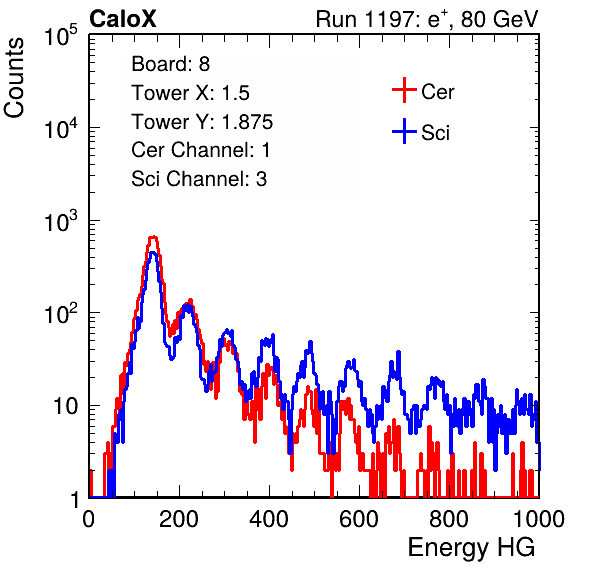 CaloX Run 1197: e⁺, 80 GeV
Counts
Board: 8
Tower X: 1.5
Tower Y: 1.875
Cer Channel: 1
Sci Channel: 3
Cer
Sci
10⁵
10⁴
10³
10²
10
1
0 200 400 600 800 1000
Energy HG